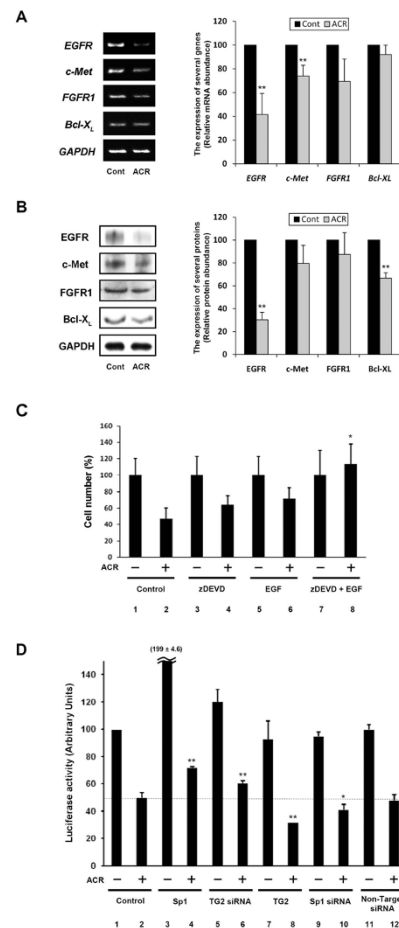 A
EGFR
c-Met
FGFR1
Bcl-XL
GAPDH
Cont ACR
The expression of several genes
(Relative mRNA abundance)
120
100
80
60
40
20
0
Cont ACR
** **
EGFR c-Met FGFR1 Bcl-XL
B
EGFR
c-Met
FGFR1
Bcl-XL
GAPDH
Cont ACR
The expression of several proteins
(Relative protein abundance)
120
100
80
60
40
20
0
Cont ACR
** **
EGFR c-Met FGFR1 Bcl-XL
C
Cell number (%)
160
140
120
100
80
60
40
20
0
*
ACR − + − + − + − +
Control zDEVD EGF zDEVD + EGF
1 2 3 4 5 6 7 8
D
Luciferase activity (Arbitrary Units)
(199 ± 4.6)
140
120
100
80
60
40
20
0
** ** ** *
ACR − + − + − + − + − + − +
Control Sp1 TG2 siRNA TG2 Sp1 siRNA Non-Target
siRNA
1 2 3 4 5 6 7 8 9 10 11 12